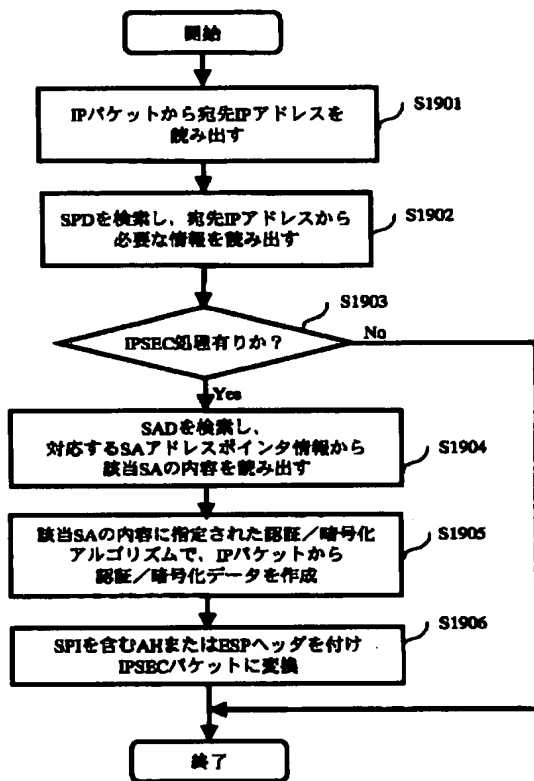 開始
IPパケットから宛先IPアドレスを
読み出す
S1901
SPDを検索し、宛先IPアドレスから
必要な情報を読み出す
S1902
IPSEC処理有りか？
S1903
No
Yes
SADを検索し、
対応するSAアドレスポインタ情報から
該当SAの内容を読み出す
S1904
該当SAの内容に指定された認証／暗号化
アルゴリズムで、IPパケットから
認証／暗号化データを作成
S1905
SPIを含むAHまたはESPヘッダを付け
IPSECパケットに変換
S1906
終了